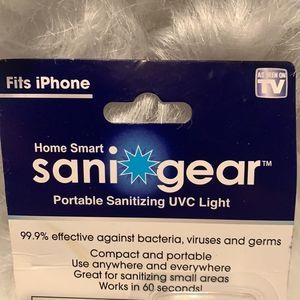 Fits iPhone
AS SEEN ON
TV
Home Smart
sani gear™
Portable Sanitizing UVC Light
99.9% effective against bacteria, viruses and germs
Compact and portable
Use anywhere and everywhere
Great for sanitizing small areas
Works in 60 seconds!